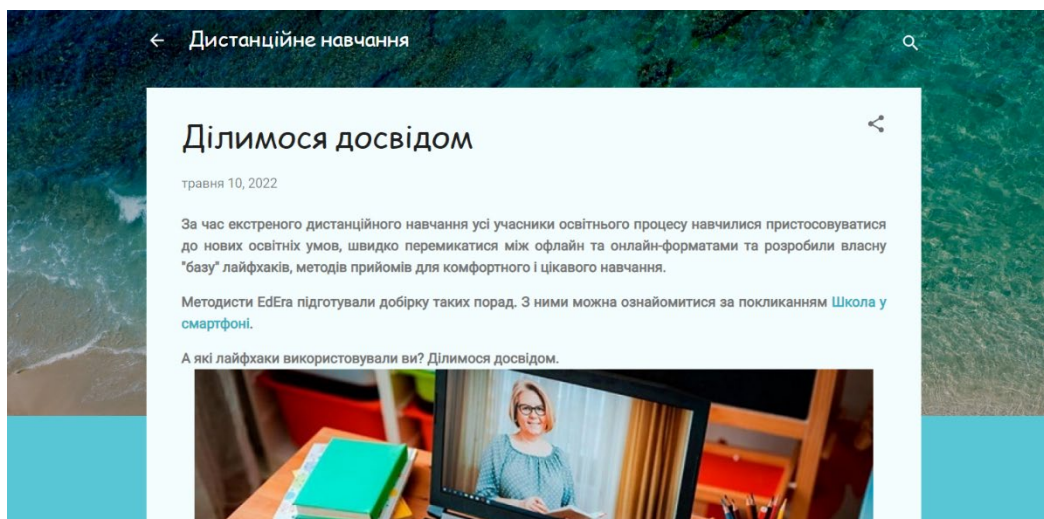 Дистанційне навчання
Ділимося досвідом
травня 10, 2022
За час екстреного дистанційного навчання усі учасники освітнього процесу навчилися пристосовуватися
до нових освітніх умов, швидко перемикатися між офлайн та онлайн-форматами та розробили власну
"базу" лайфхаків, методів прийомів для комфортного і цікавого навчання.
Методисти EdEra підготували добірку таких порад. З ними можна ознайомитися за покликанням Школа у
смартфоні.
А які лайфхаки використовували ви? Ділимося досвідом.